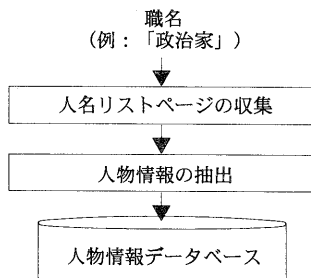 職名
（例：「政治家」）
人名リストページの収集
人物情報の抽出
人物情報データベース